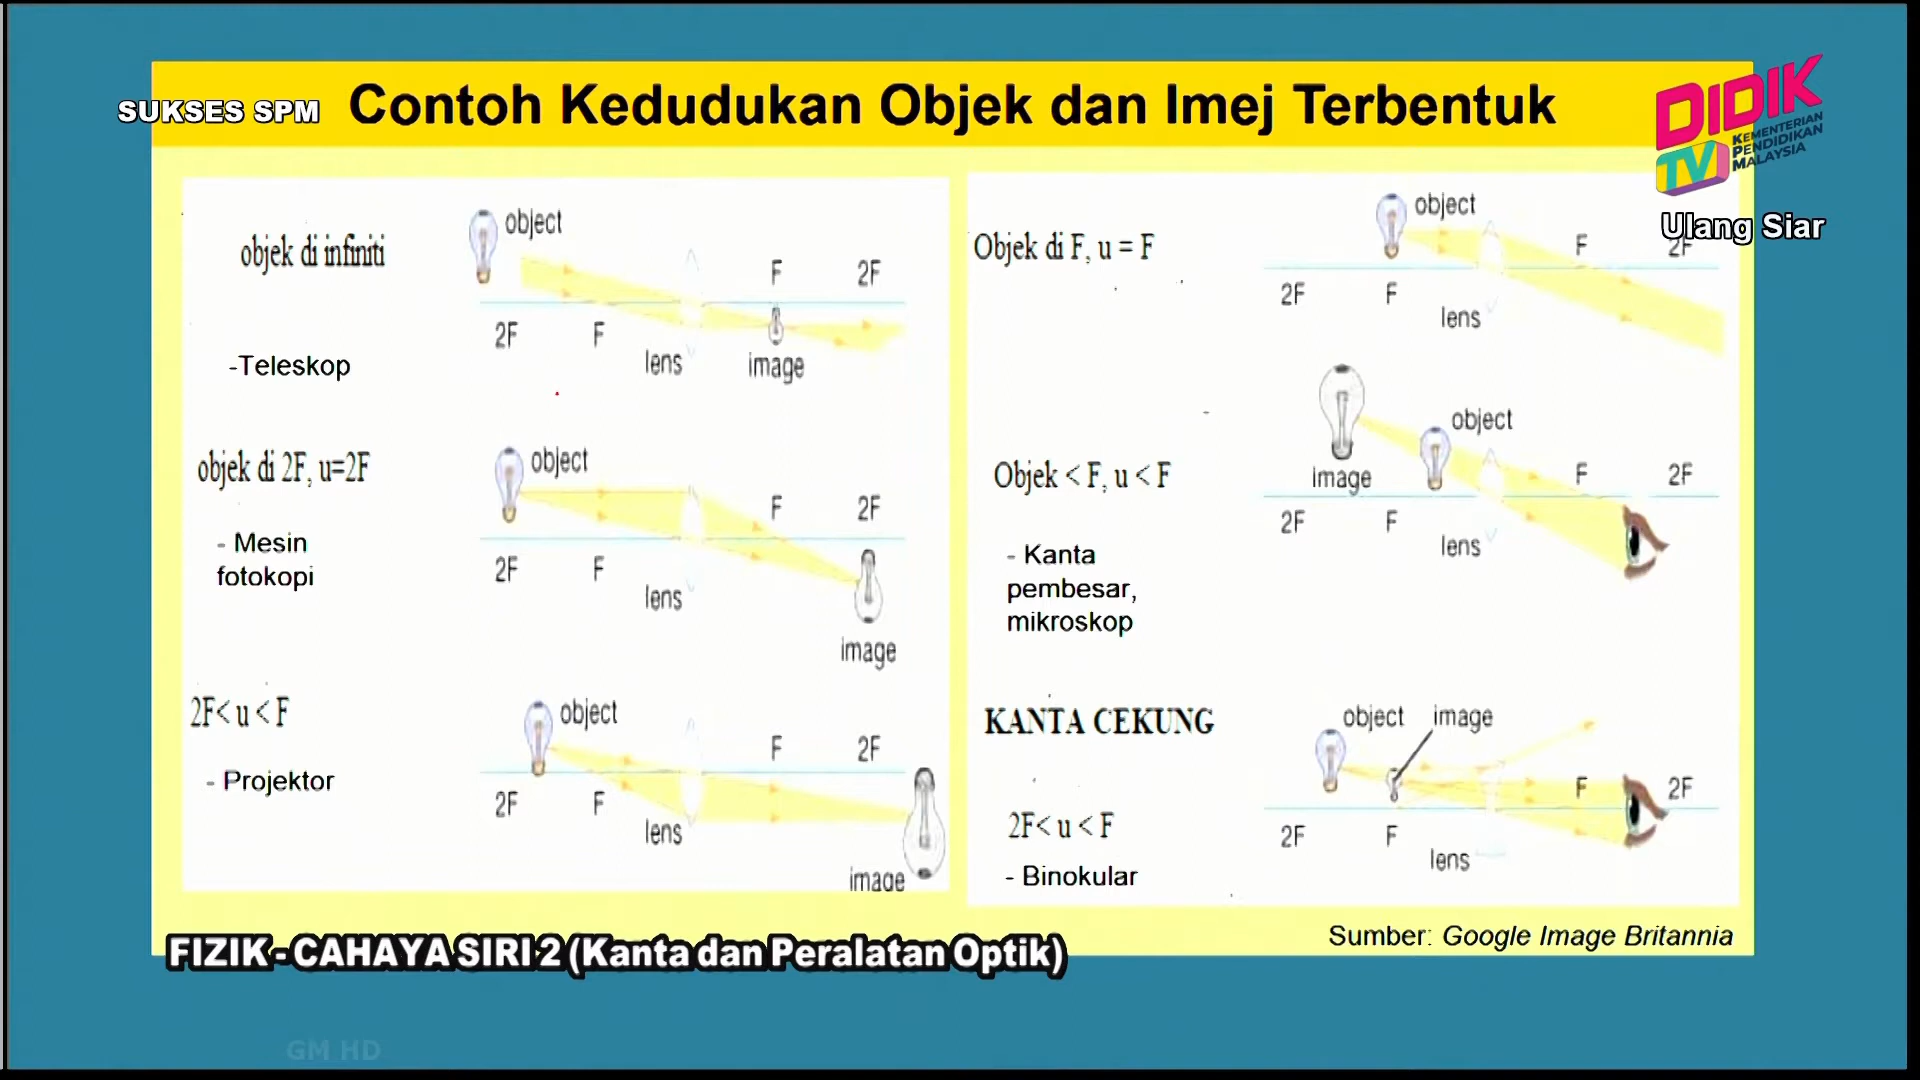 SUKSES SPM
Contoh Kedudukan Objek dan Imej Terbentuk
DIDIK
TV
KEMENTERIAN
PENDIDIKAN
MALAYSIA
Ulang Siar
objek di infiniti
-Teleskop
object
F 2F
2F F
lens image
objek di 2F, u=2F
- Mesin
fotokopi
object
F 2F
2F F
lens
image
2F< u < F
- Projektor
object
F 2F
2F F
lens
image
Objek di F, u = F
object
F 2F
2F F
lens
Objek < F, u < F
- Kanta
pembesar,
mikroskop
object
image
F 2F
2F F
lens
KANTA CEKUNG
2F< u < F
- Binokular
object image
F 2F
2F F
lens
Sumber: Google Image Britannia
FIZIK - CAHAYA SIRI 2 (Kanta dan Peralatan Optik)
GM HD